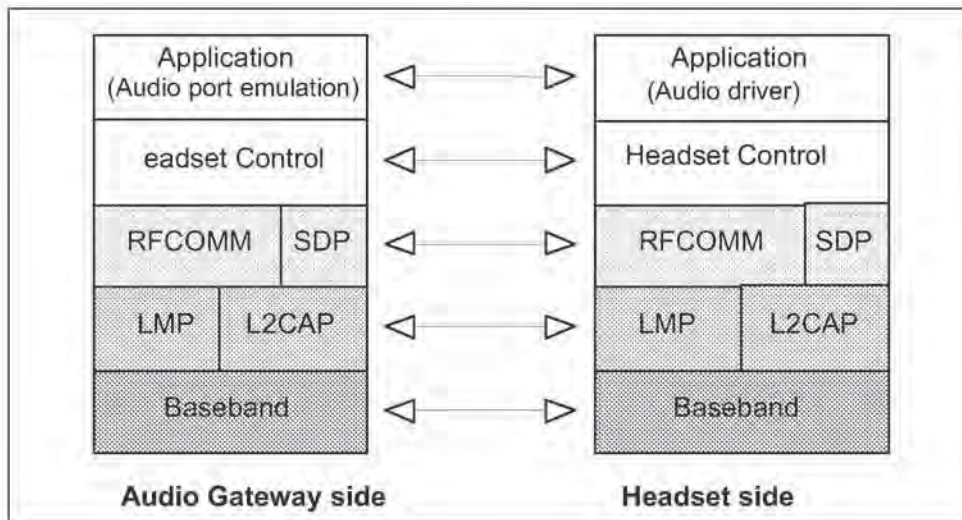 Application
(Audio port emulation)
eadset Control
RFCOMM SDP
LMP L2CAP
Baseband
Audio Gateway side
Application
(Audio driver)
Headset Control
RFCOMM SDP
LMP L2CAP
Baseband
Headset side